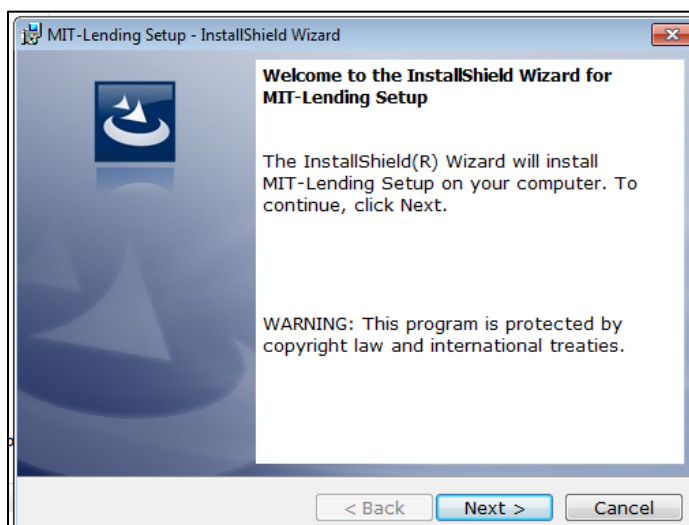 MIT-Lending Setup - InstallShield Wizard
Welcome to the InstallShield Wizard for
MIT-Lending Setup
The InstallShield(R) Wizard will install
MIT-Lending Setup on your computer. To
continue, click Next.
WARNING: This program is protected by
copyright law and international treaties.
< Back
Next >
Cancel